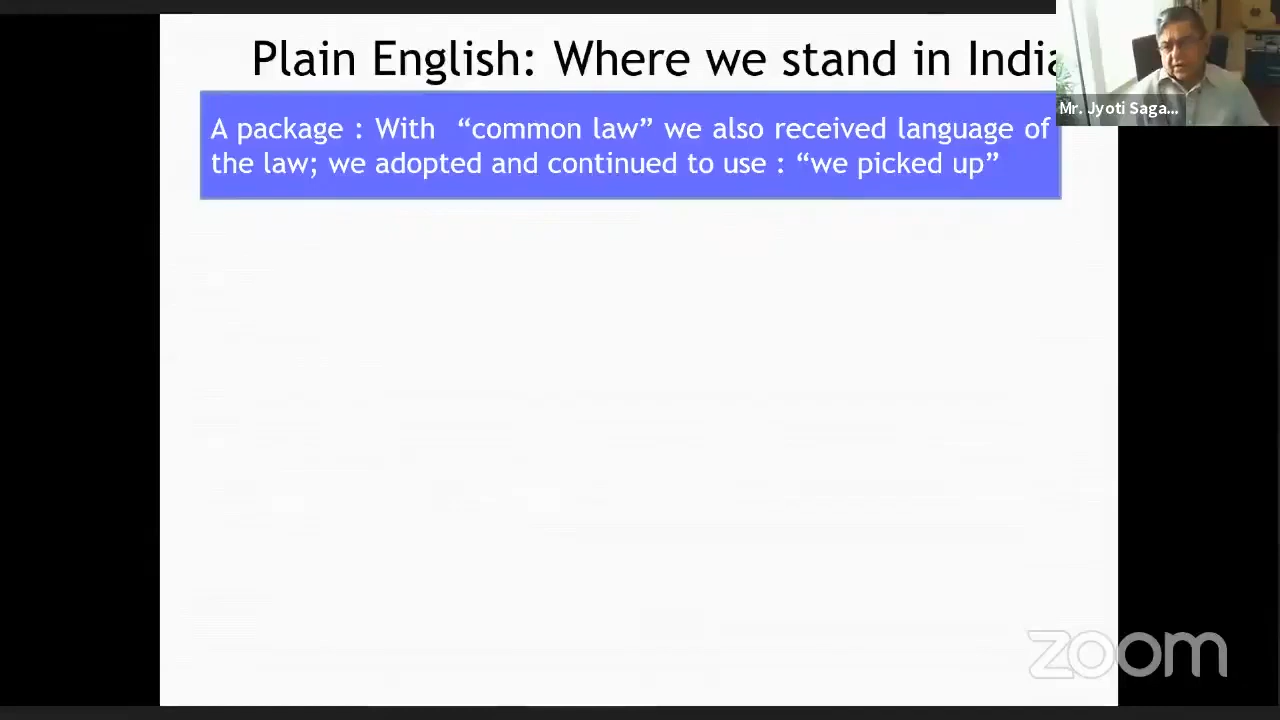 Plain English: Where we stand in India
Mr. Jyoti Saga...
A package : With “common law” we also received language of
the law; we adopted and continued to use : “we picked up”
zoom